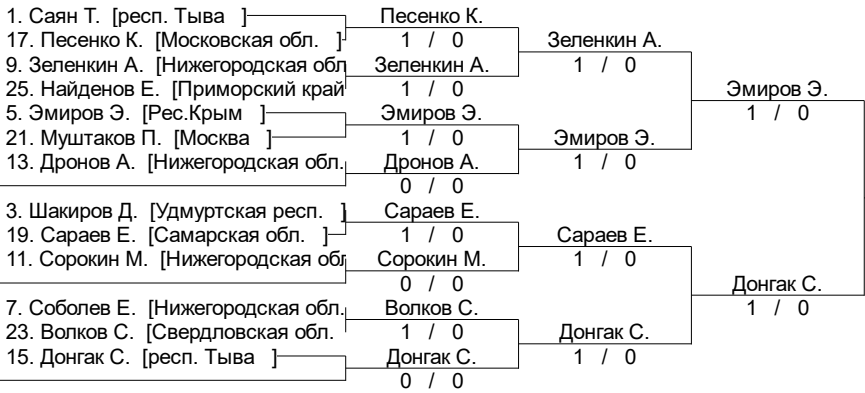 1. Саян Т. [респ. Тыва ]
Песенко К.
17. Песенко К. [Московская обл. ]
1 / 0
Зеленкин А.
9. Зеленкин А. [Нижегородская обл
Зеленкин А.
1 / 0
25. Найденов Е. [Приморский край
1 / 0
Эмиров Э.
5. Эмиров Э. [Рес.Крым ]
Эмиров Э.
1 / 0
21. Муштаков П. [Москва ]
1 / 0
Эмиров Э.
13. Дронов А. [Нижегородская обл.
Дронов А.
1 / 0
0 / 0
3. Шакиров Д. [Удмуртская респ. ]
Сараев Е.
19. Сараев Е. [Самарская обл. ]
1 / 0
Сараев Е.
11. Сорокин М. [Нижегородская обл
Сорокин М.
1 / 0
0 / 0
Донгак С.
7. Соболев Е. [Нижегородская обл.
Волков С.
1 / 0
23. Волков С. [Свердловская обл.
1 / 0
Донгак С.
15. Донгак С. [респ. Тыва ]
Донгак С.
1 / 0
0 / 0